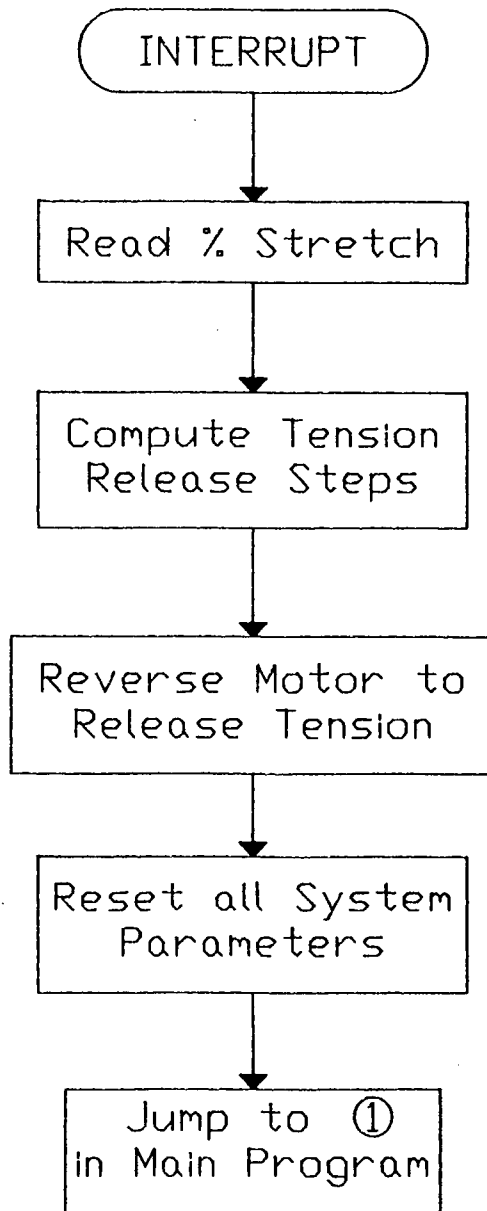 INTERRUPT
Read % Stretch
Compute Tension
Release Steps
Reverse Motor to
Release Tension
Reset all System
Parameters
Jump to ①
in Main Program